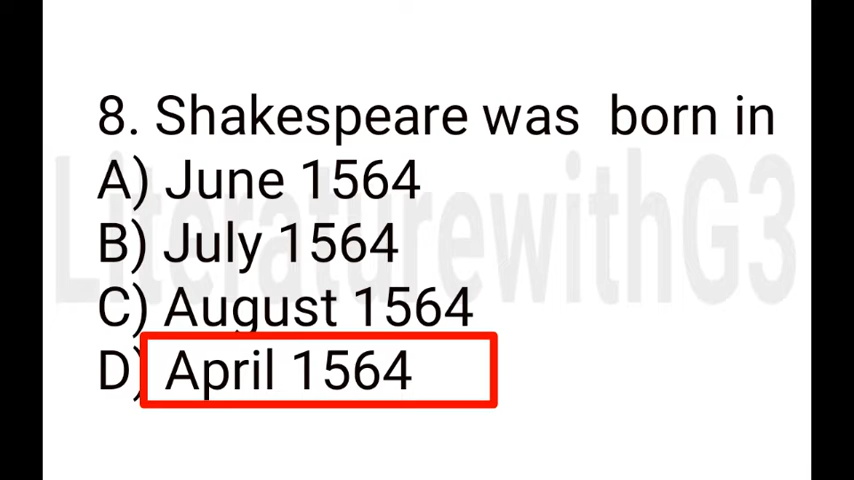 8. Shakespeare was born in
A) June 1564
B) July 1564
C) August 1564
D) April 1564
LiteraturewithG3